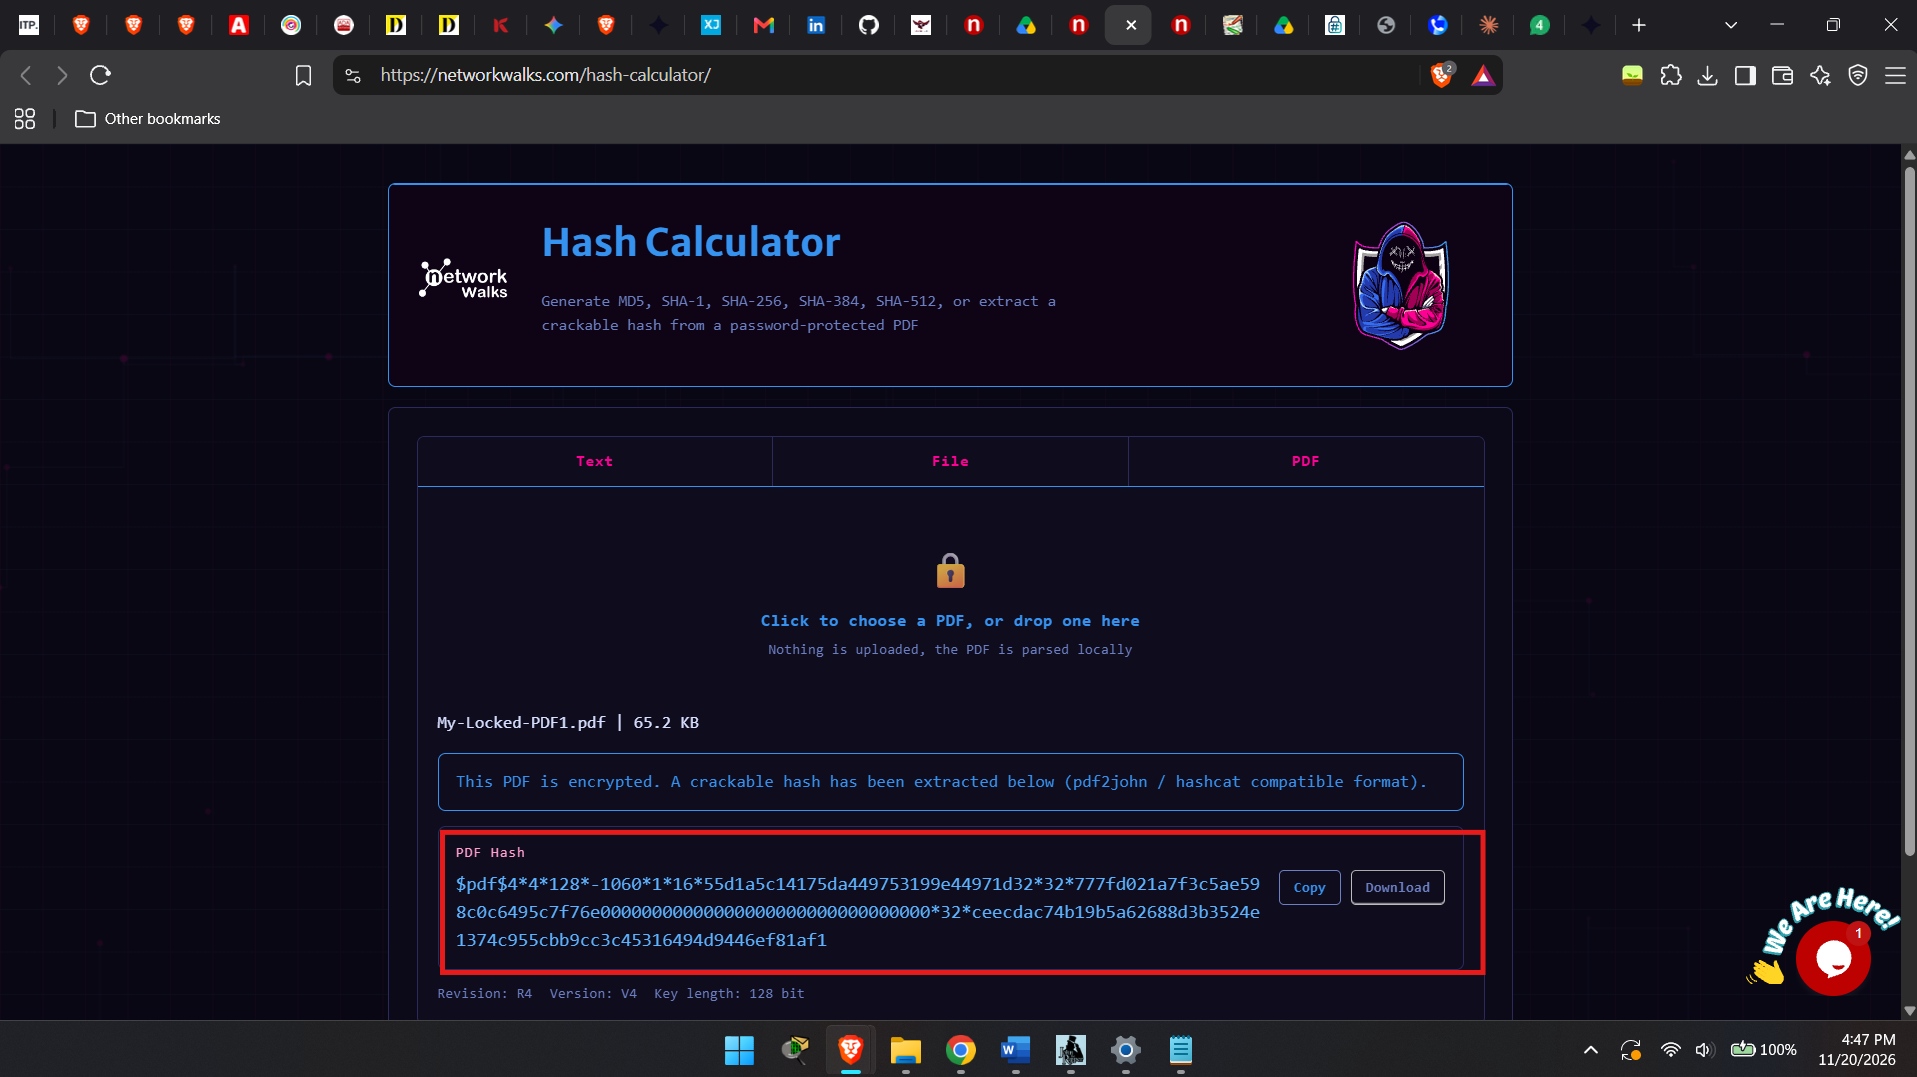 ITP.
https://networkwalks.com/hash-calculator/
2
4
Other bookmarks
network
Walks
Hash Calculator
Generate MD5, SHA-1, SHA-256, SHA-384, SHA-512, or extract a
crackable hash from a password-protected PDF
Text
File
PDF
Click to choose a PDF, or drop one here
Nothing is uploaded, the PDF is parsed locally
My-Locked-PDF1.pdf | 65.2 KB
This PDF is encrypted. A crackable hash has been extracted below (pdf2john / hashcat compatible format).
PDF Hash
$pdf$4*4*128*-1060*1*16*55d1a5c14175da449753199e44971d32*32*777fd021a7f3c5ae59
8c0c6495c7f76e00000000000000000000000000000000*32*ceecdac74b19b5a62688d3b3524e
1374c955cbb9cc3c45316494d9446ef81af1
Copy
Download
Revision: R4 Version: V4 Key length: 128 bit
We Are Here!
1
100%
4:47 PM
11/20/2026